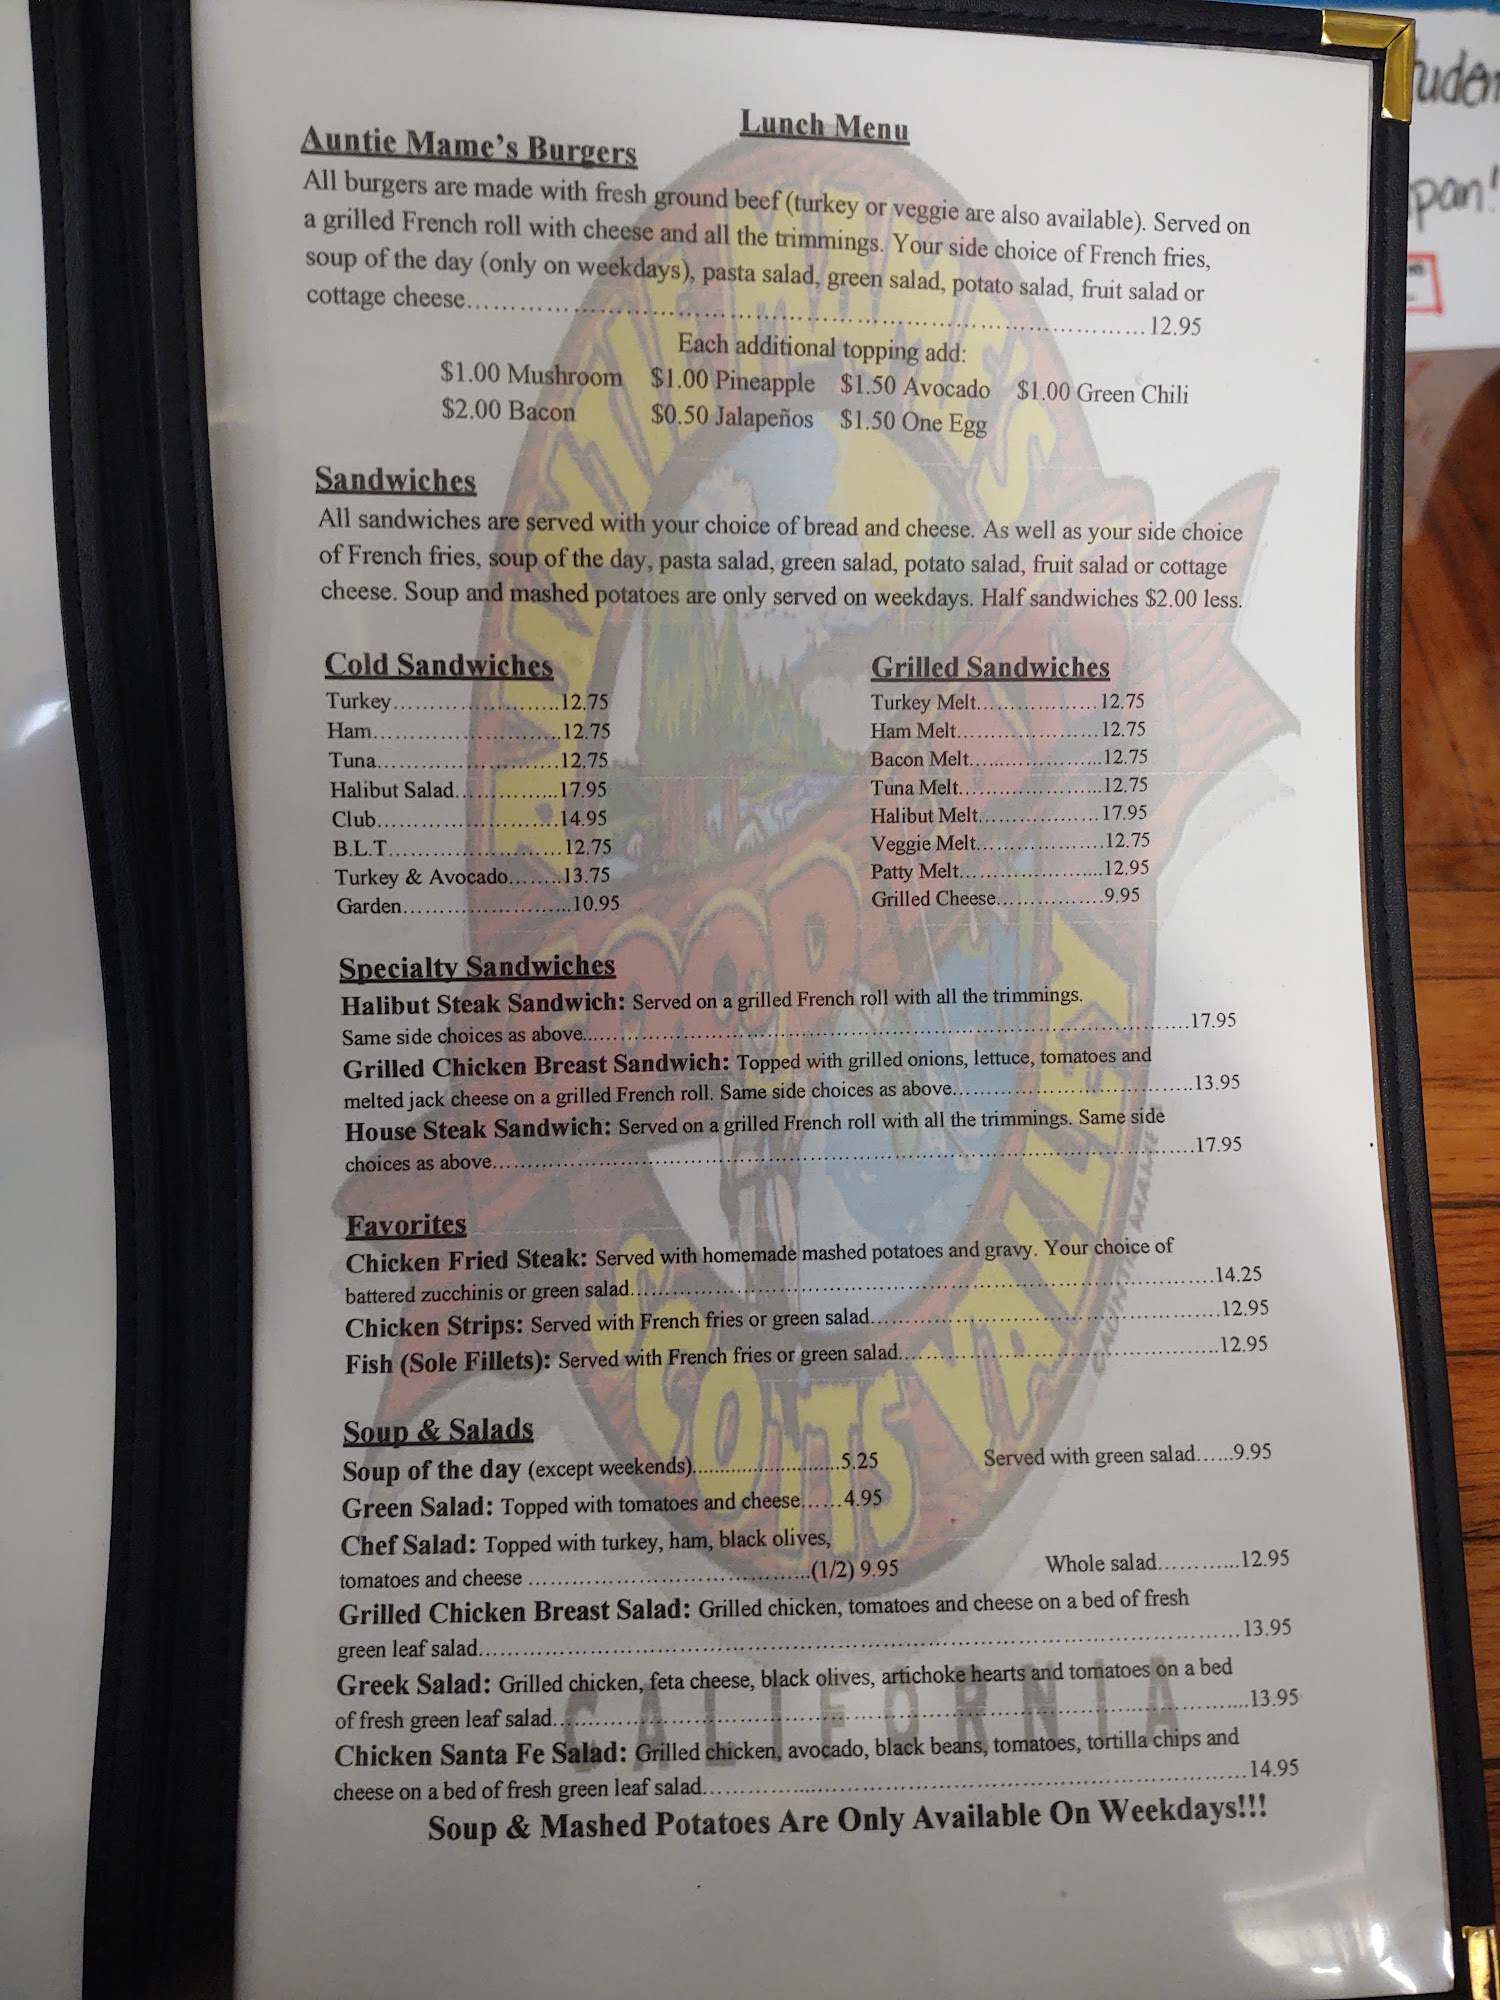 Lunch Menu
Auntie Mame's Burgers
All burgers are made with fresh ground beef (turkey or veggie are also available). Served on
a grilled French roll with cheese and all the trimmings. Your side choice of French fries,
soup of the day (only on weekdays), pasta salad, green salad, potato salad, fruit salad or
cottage cheese......12.95
Each additional topping add:
$1.00 Mushroom $1.00 Pineapple $1.50 Avocado $1.00 Green Chili
$2.00 Bacon $0.50 Jalapeños $1.50 One Egg
Sandwiches
All sandwiches are served with your choice of bread and cheese. As well as your side choice
of French fries, soup of the day, pasta salad, green salad, potato salad, fruit salad or cottage
cheese. Soup and mashed potatoes are only served on weekdays. Half sandwiches $2.00 less.
Cold Sandwiches
Turkey......12.75
Ham......12.75
Tuna......12.75
Halibut Salad......17.95
Club......14.95
B.L.T......12.75
Turkey & Avocado......13.75
Garden......10.95
Grilled Sandwiches
Turkey Melt......12.75
Ham Melt......12.75
Bacon Melt......12.75
Tuna Melt......12.75
Halibut Melt......17.95
Veggie Melt......12.75
Patty Melt......12.95
Grilled Cheese......9.95
Specialty Sandwiches
Halibut Steak Sandwich: Served on a grilled French roll with all the trimmings.
Same side choices as above......17.95
Grilled Chicken Breast Sandwich: Topped with grilled onions, lettuce, tomatoes and
melted jack cheese on a grilled French roll. Same side choices as above......13.95
House Steak Sandwich: Served on a grilled French roll with all the trimmings. Same side
choices as above......17.95
Favorites
Chicken Fried Steak: Served with homemade mashed potatoes and gravy. Your choice of
battered zucchinis or green salad......14.25
Chicken Strips: Served with French fries or green salad......12.95
Fish (Sole Fillets): Served with French fries or green salad......12.95
Soup & Salads
Soup of the day (except weekends)......5.25 Served with green salad......9.95
Green Salad: Topped with tomatoes and cheese......4.95
Chef Salad: Topped with turkey, ham, black olives,
tomatoes and cheese ......(1/2) 9.95 Whole salad......12.95
Grilled Chicken Breast Salad: Grilled chicken, tomatoes and cheese on a bed of fresh
green leaf salad......13.95
Greek Salad: Grilled chicken, feta cheese, black olives, artichoke hearts and tomatoes on a bed
of fresh green leaf salad......13.95
Chicken Santa Fe Salad: Grilled chicken, avocado, black beans, tomatoes, tortilla chips and
cheese on a bed of fresh green leaf salad......14.95
Soup & Mashed Potatoes Are Only Available On Weekdays!!!
AUNTIE MAMES
FOOD
SCOTTS VALLEY
CALIFORNIA
pan!